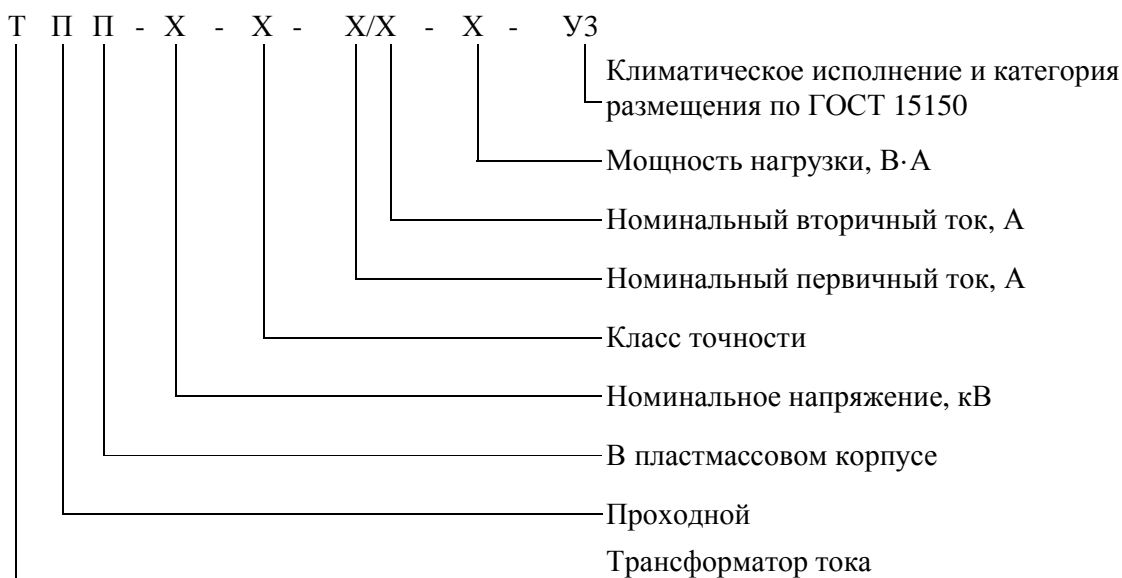 Т П П - Х - Х - Х/Х - Х - У3
Климатическое исполнение и категория
размещения по ГОСТ 15150
Мощность нагрузки, В·А
Номинальный вторичный ток, А
Номинальный первичный ток, А
Класс точности
Номинальное напряжение, кВ
В пластмассовом корпусе
Проходной
Трансформатор тока